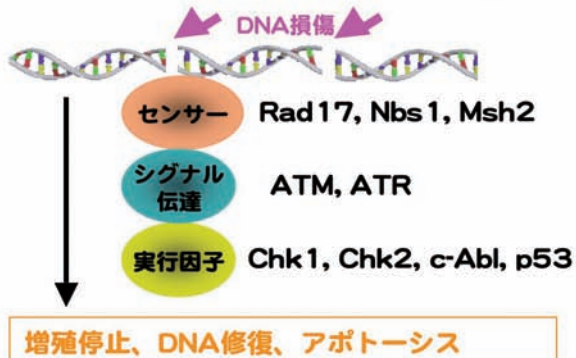 DNA損傷
センサー Rad17, Nbs1, Msh2
シグナル
伝達 ATM, ATR
実行因子 Chk1, Chk2, c-Abl, p53
増殖停止、DNA修復、アポトーシス